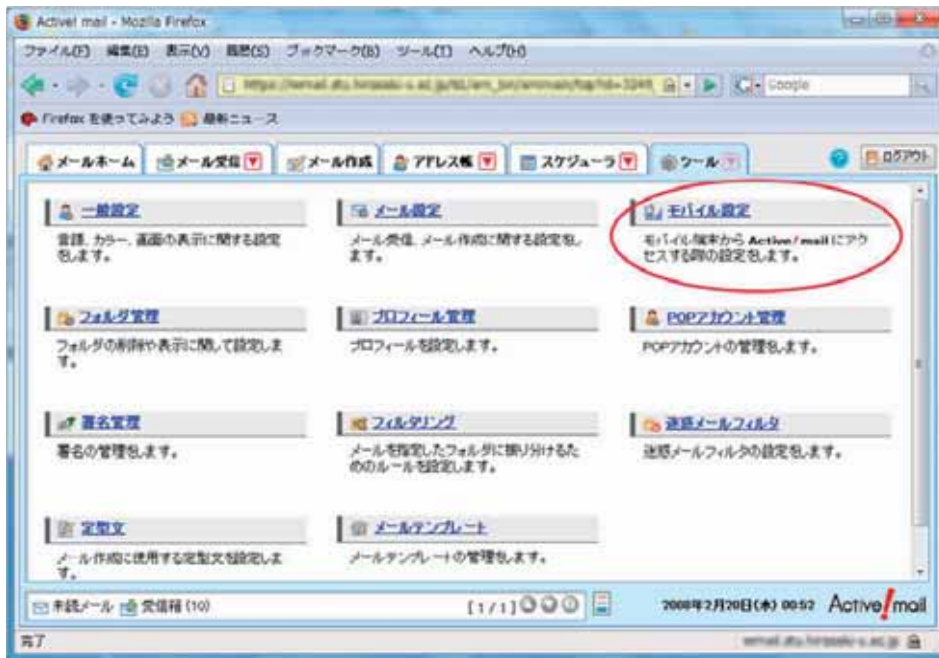 Active! mail - Mozilla Firefox
ファイル(F) 編集(E) 表示(V) 履歴(S) ブックマーク(B) ツール(T) ヘルプ(H)
Google
Firefox を使ってみよう 最新ニュース
メールホーム メール受信 メール作成 アドレス帳 スケジューラ ツール ログアウト
一般設定 メール設定 モバイル設定
言語、カラー、画面の表示に関する設定をします。
メール受信、メール作成に関する設定をします。
モバイル端末から Active! mail にアクセスする際の設定をします。
フォルダ管理 プロフィール管理 POPアカウント管理
フォルダの削除や表示に関して設定します。
プロフィールを設定します。
POPアカウントの管理をします。
署名管理 フィルタリング 迷惑メールフィルタ
署名の管理をします。
メールを指定したフォルダに振り分けるためのルールを設定します。
迷惑メールフィルタの設定をします。
定型文 メールテンプレート
メール作成に使用する定型文を設定します。
メールテンプレートの管理をします。
未読メール 受信箱 (10) [1/1] 2008年2月20日(水) 00:52 Active! mail
完了